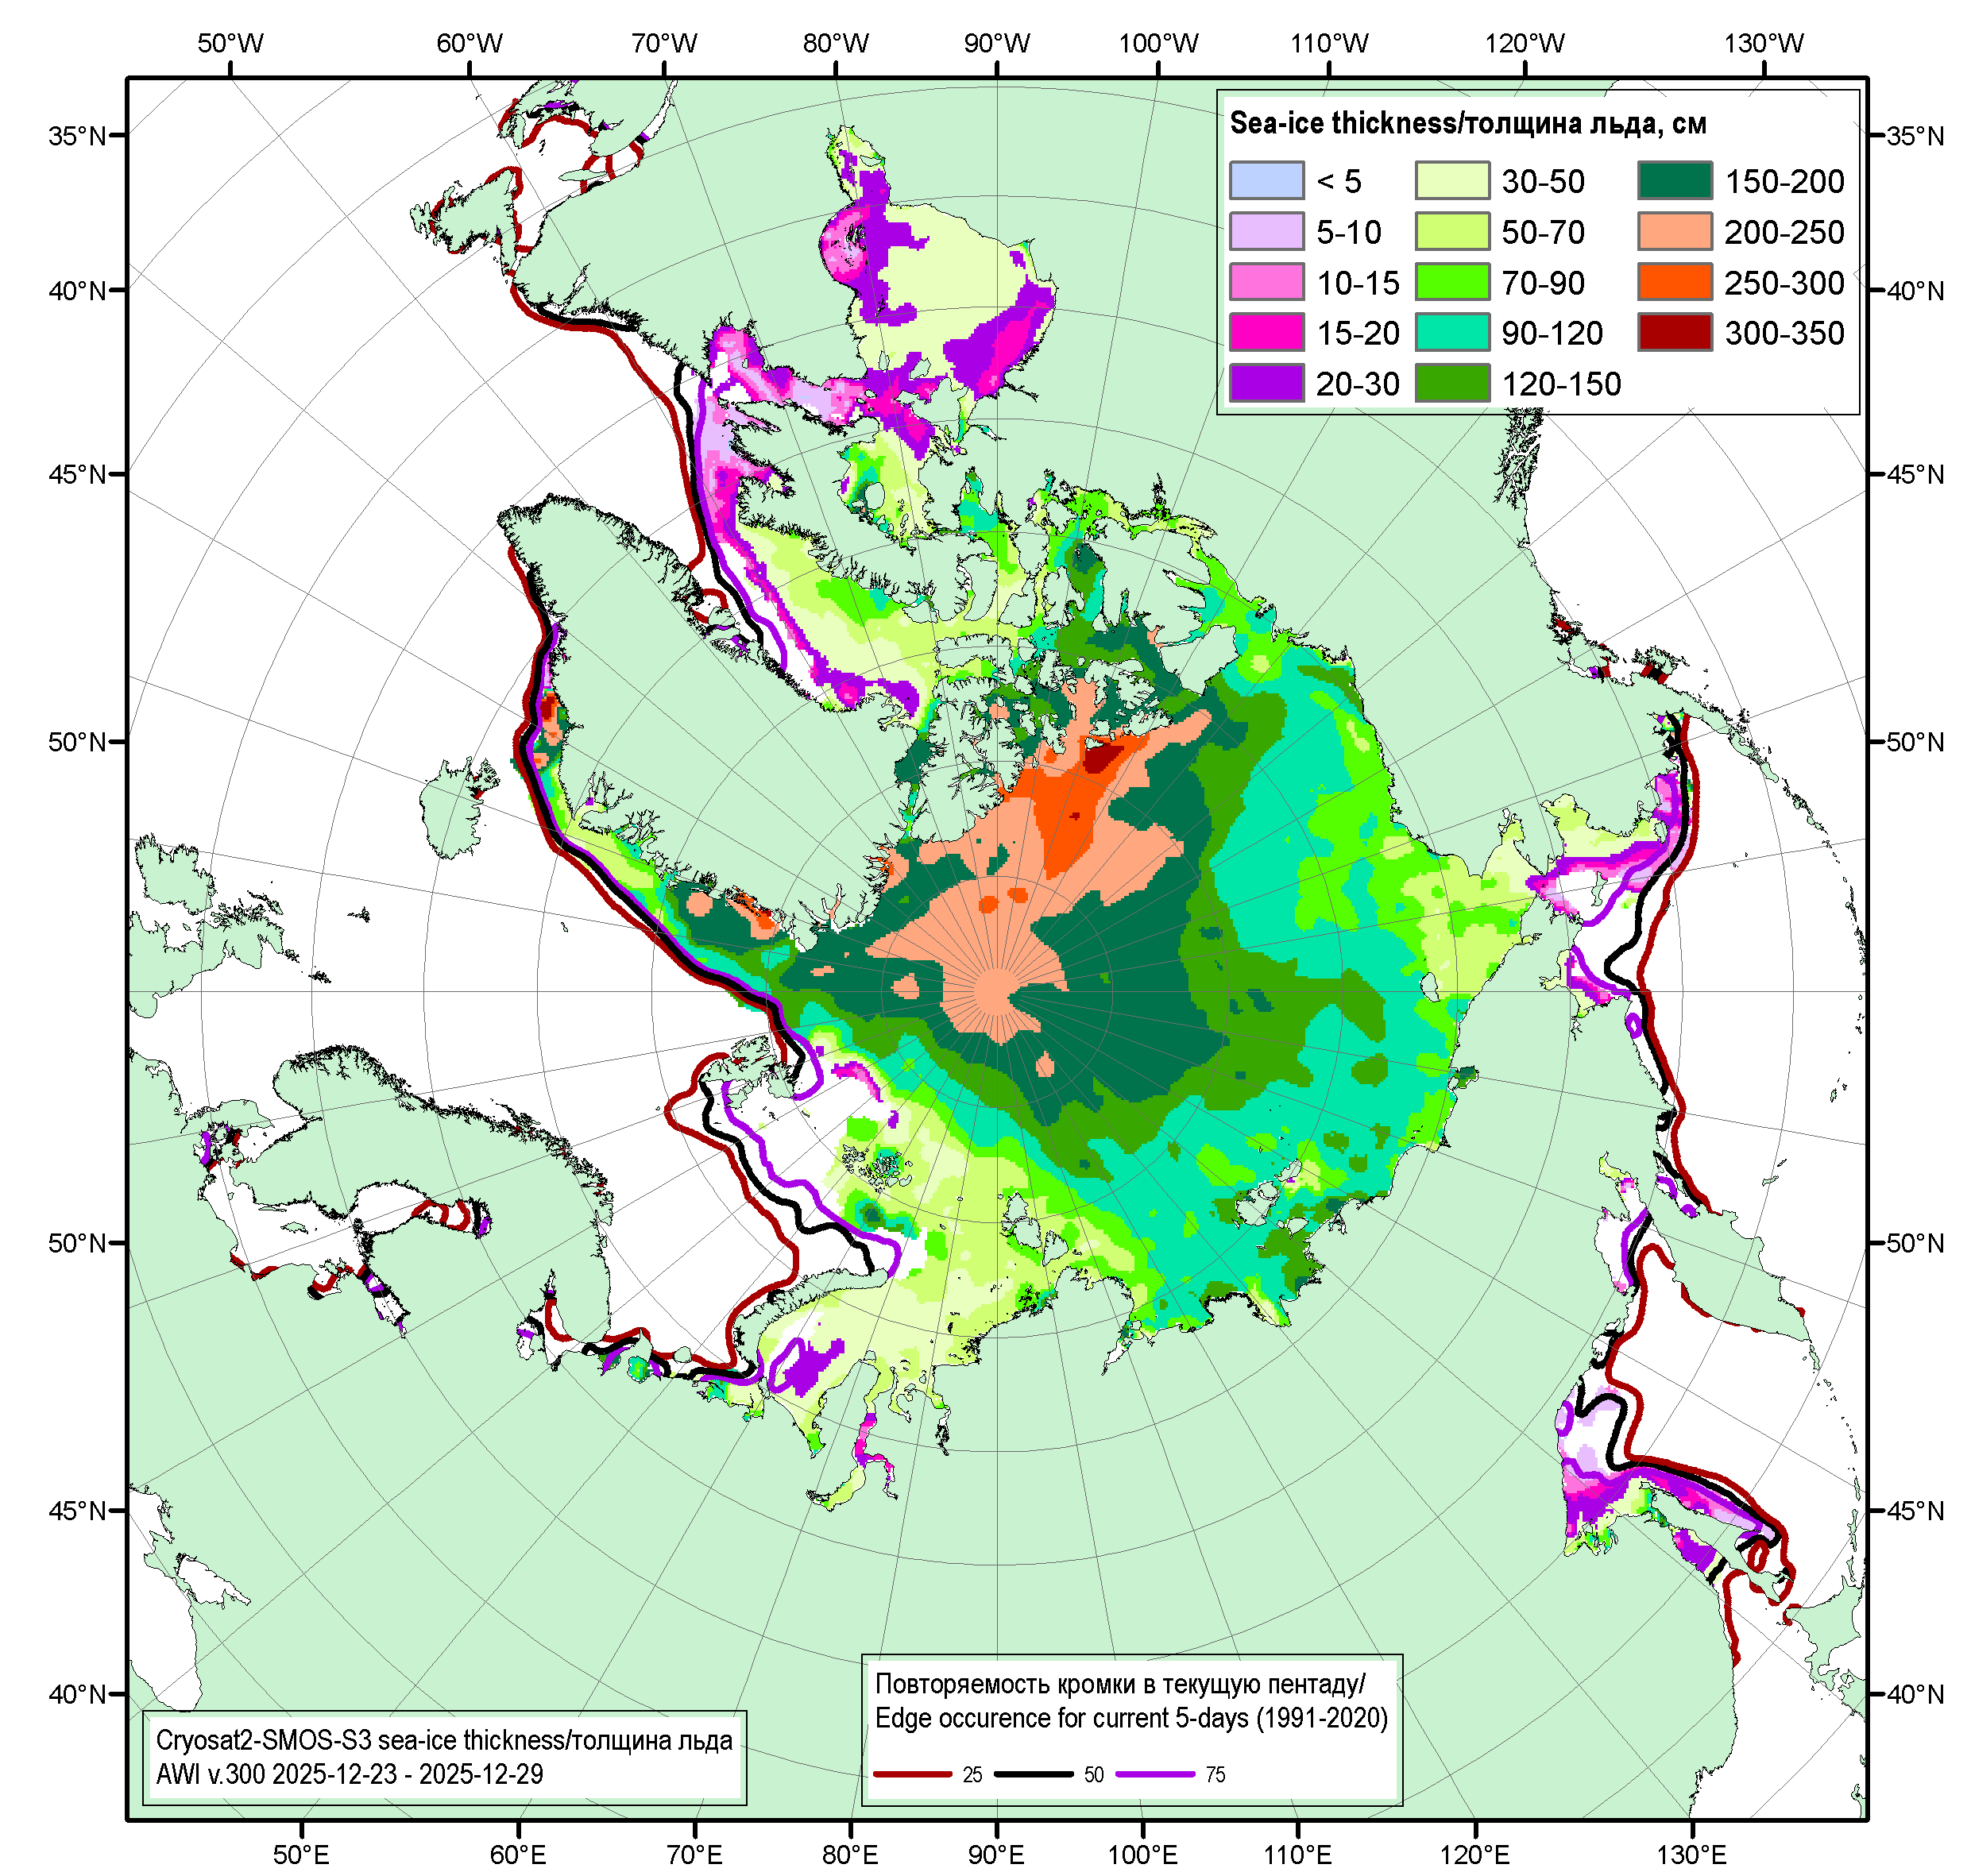 50°W 60°W 70°W 80°W 90°W 100°W 110°W 120°W 130°W
35°N 35°N
Sea-ice thickness/толщина льда, см
< 5 30-50 150-200
5-10 50-70 200-250
10-15 70-90 250-300
15-20 90-120 300-350
20-30 120-150
40°N 40°N
45°N 45°N
50°N 50°N
50°N 50°N
45°N 45°N
40°N 40°N
Повторяемость кромки в текущую пентаду/
Edge occurence for current 5-days (1991-2020)
25 50 75
Cryosat2-SMOS-S3 sea-ice thickness/толщина льда
AWI v.300 2025-12-23 - 2025-12-29
50°E 60°E 70°E 80°E 90°E 100°E 110°E 120°E 130°E